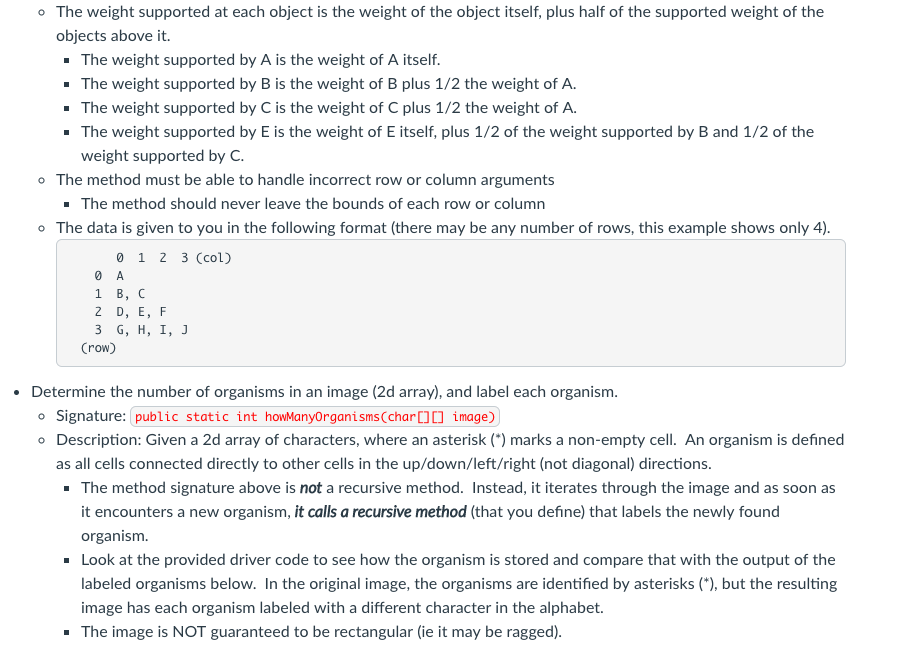 The weight supported at each object is the weight of the object itself, plus half of the supported weight of the
objects above it.
The weight supported by A is the weight of A itself.
The weight supported by B is the weight of B plus 1/2 the weight of A.
The weight supported by C is the weight of C plus 1/2 the weight of A.
The weight supported by E is the weight of E itself, plus 1/2 of the weight supported by B and 1/2 of the
weight supported by C.
The method must be able to handle incorrect row or column arguments
The method should never leave the bounds of each row or column
The data is given to you in the following format (there may be any number of rows, this example shows only 4).
0 1 2 3 (col)
0 A
1 B, C
2 D, E, F
3 G, H, I, J
(row)
Determine the number of organisms in an image (2d array), and label each organism.
Signature: public static int howManyOrganisms(char[][] image)
Description: Given a 2d array of characters, where an asterisk (*) marks a non-empty cell. An organism is defined
as all cells connected directly to other cells in the up/down/left/right (not diagonal) directions.
The method signature above is not a recursive method. Instead, it iterates through the image and as soon as
it encounters a new organism, it calls a recursive method (that you define) that labels the newly found
organism.
Look at the provided driver code to see how the organism is stored and compare that with the output of the
labeled organisms below. In the original image, the organisms are identified by asterisks (*), but the resulting
image has each organism labeled with a different character in the alphabet.
The image is NOT guaranteed to be rectangular (ie it may be ragged).